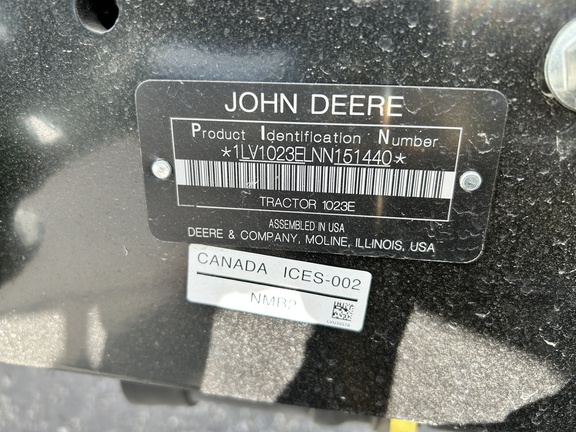 JOHN DEERE
Product Identification Number
*1LV1023ELNN151440*
TRACTOR 1023E
ASSEMBLED IN USA
DEERE & COMPANY, MOLINE, ILLINOIS, USA
CANADA ICES-002